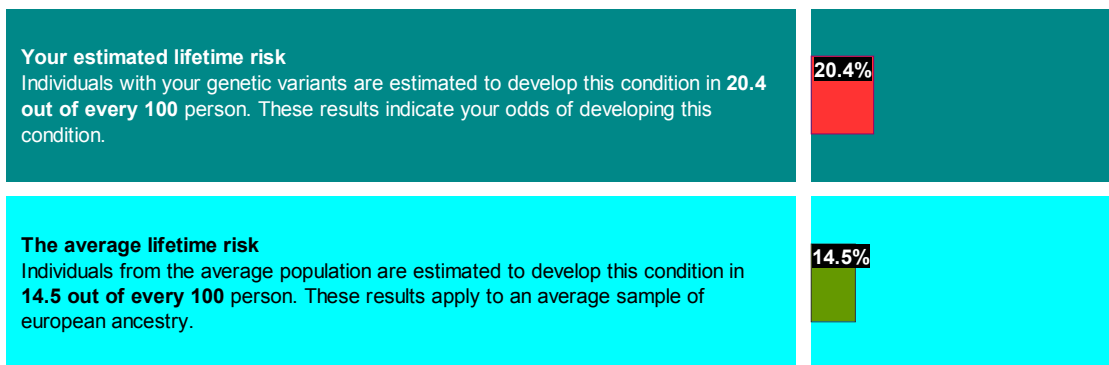 Your estimated lifetime risk
Individuals with your genetic variants are estimated to develop this condition in 20.4
out of every 100 person. These results indicate your odds of developing this
condition.
20.4%
The average lifetime risk
Individuals from the average population are estimated to develop this condition in
14.5 out of every 100 person. These results apply to an average sample of
european ancestry.
14.5%